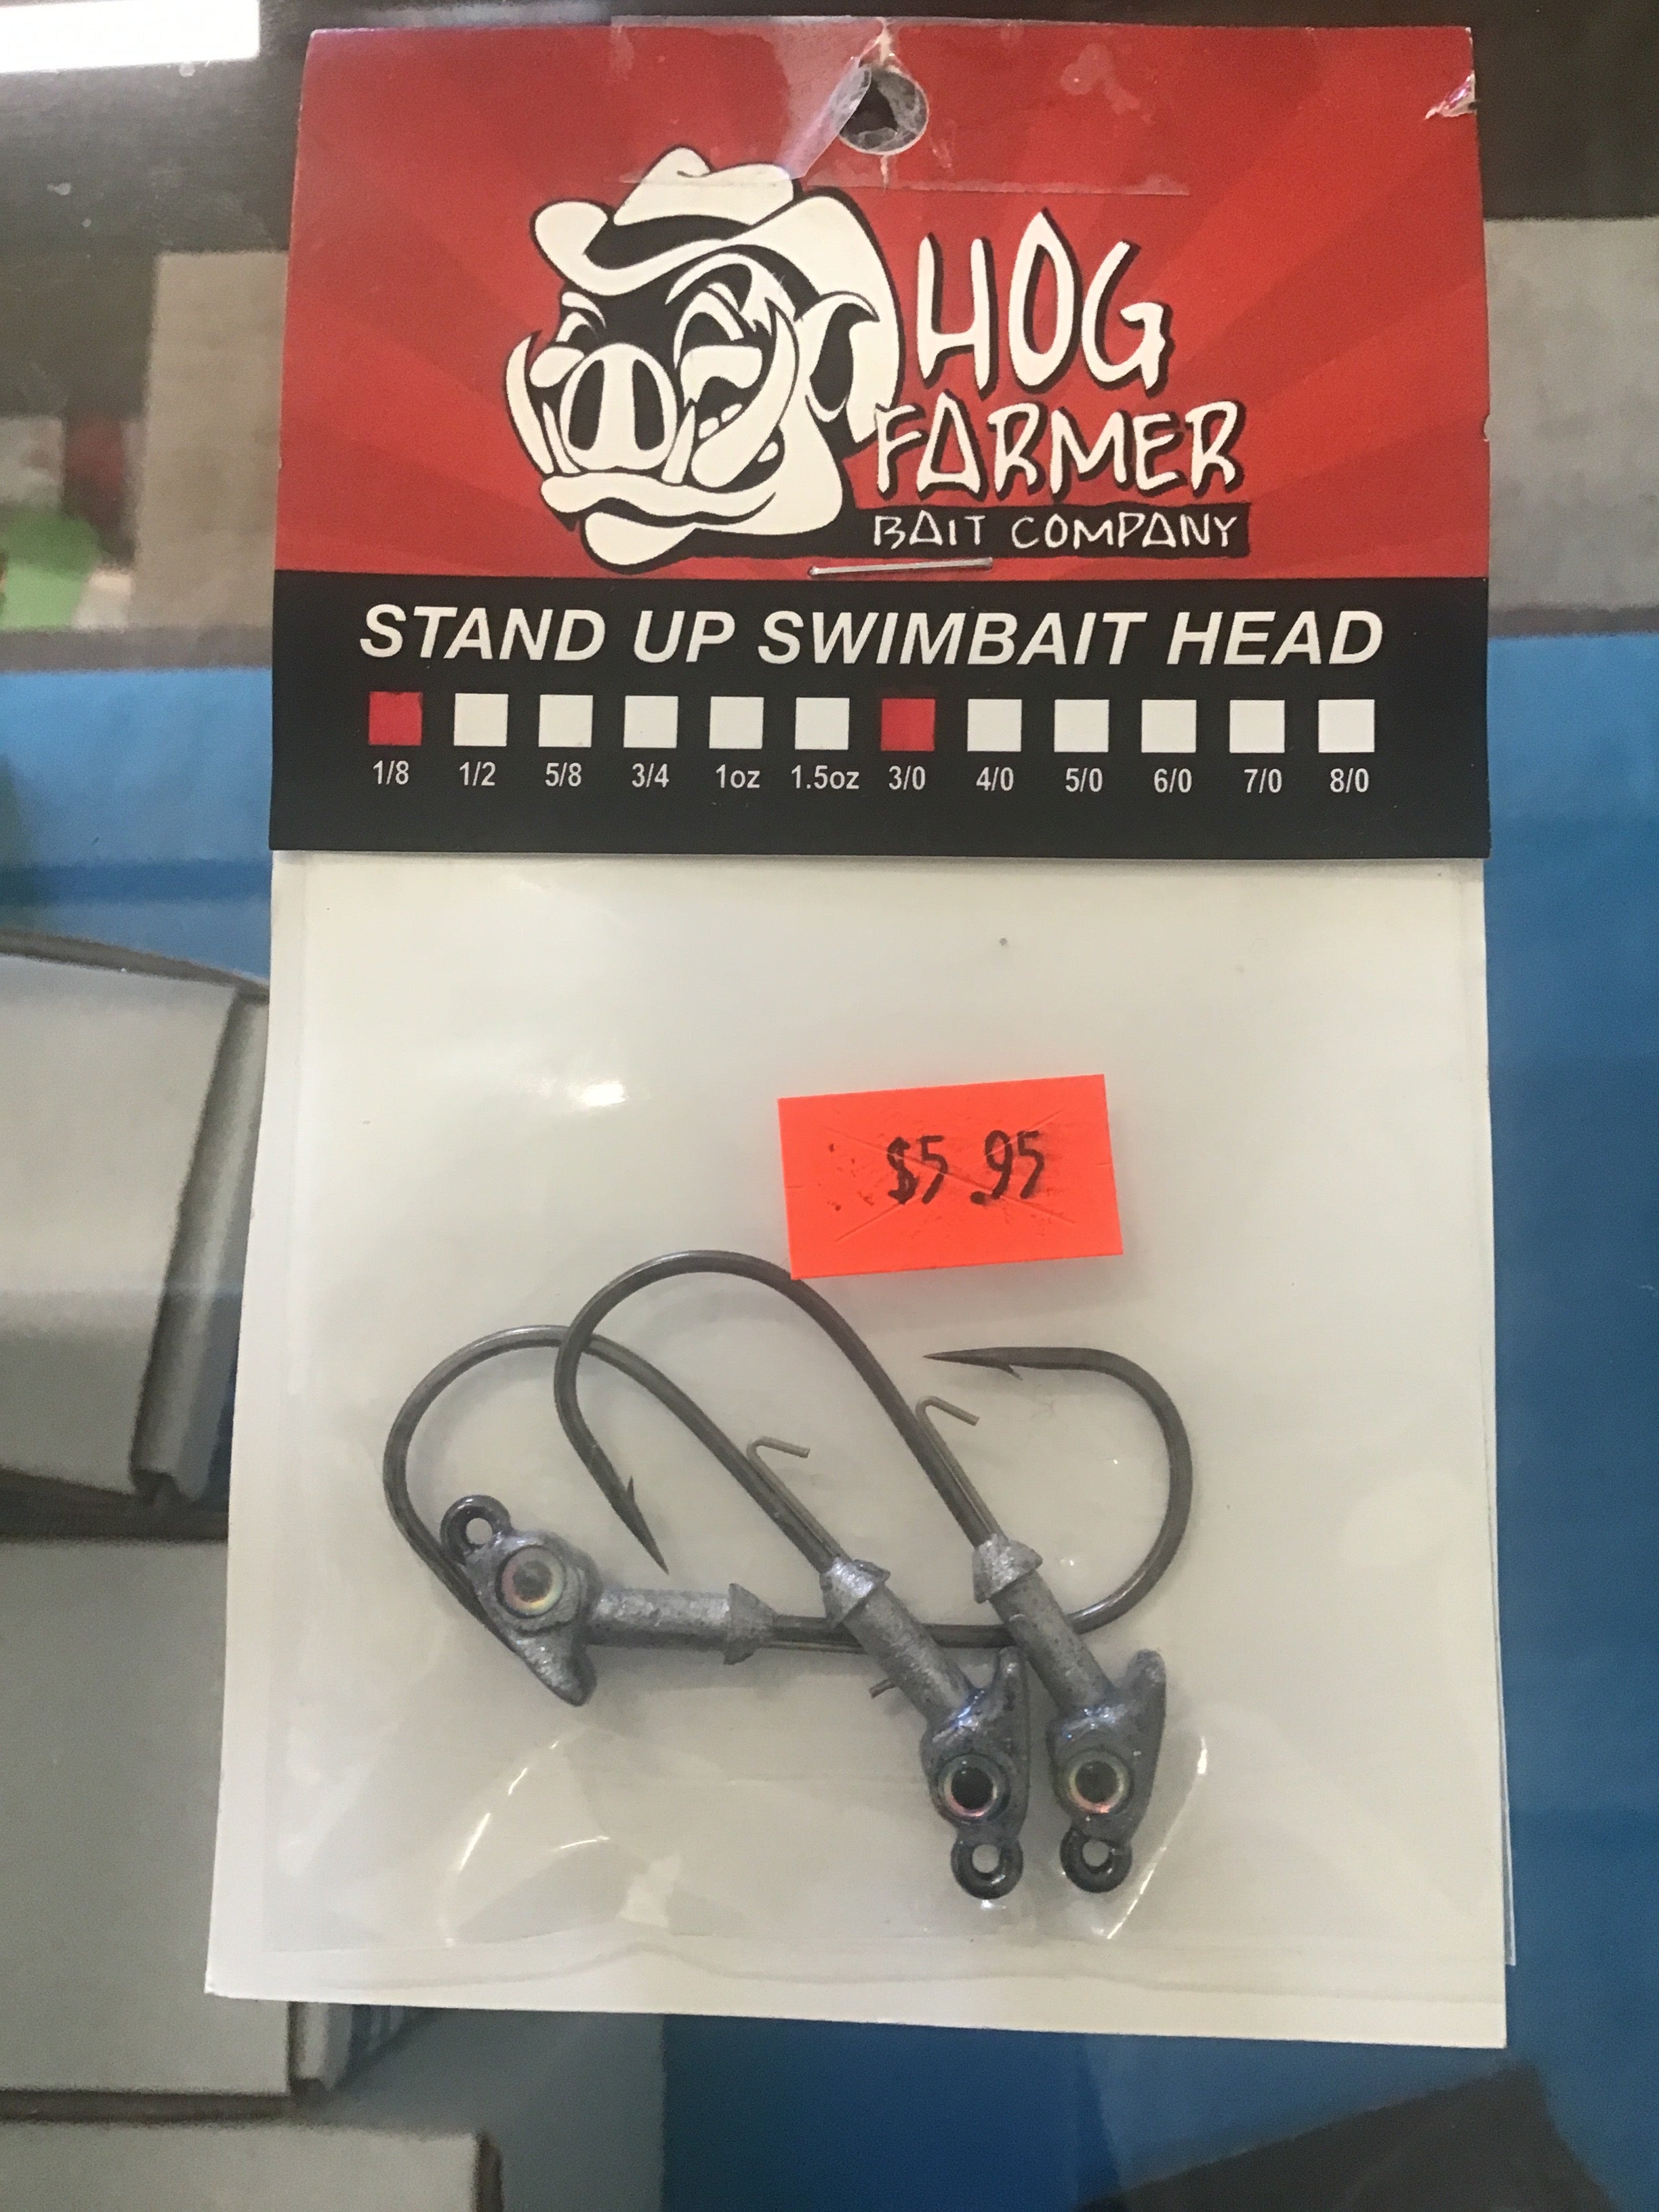 HOG
FARMER
BAIT COMPANY
STAND UP SWIMBAIT HEAD
1/8 1/2 5/8 3/4 1oz 1.5oz 3/0 4/0 5/0 6/0 7/0 8/0
$5.95